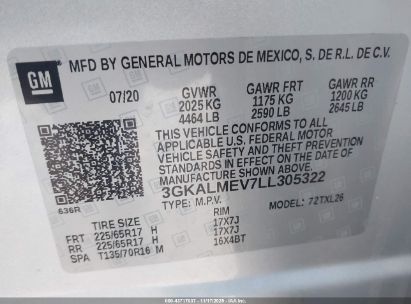 GM
MFD BY GENERAL MOTORS DE MEXICO, S. DE R.L. DE C.V.
07/20 GVWR GAWR FRT GAWR RR
2025 KG 1175 KG 1200 KG
4464 LB 2590 LB 2645 LB
THIS VEHICLE CONFORMS TO ALL APPLICABLE
U.S. FEDERAL MOTOR
VEHICLE SAFETY AND THEFT PREVENTION
STANDARDS IN EFFECT ON THE DATE OF
MANUFACTURE SHOWN ABOVE.
3GKALMEV7LL305322
636R
TYPE: M.P.V. MODEL: 72TXL26
TIRE SIZE RIM
FRT 225/65R17 H 17X7J
RR 225/65R17 H 17X7J
SPA T135/70R16 M 16X4BT